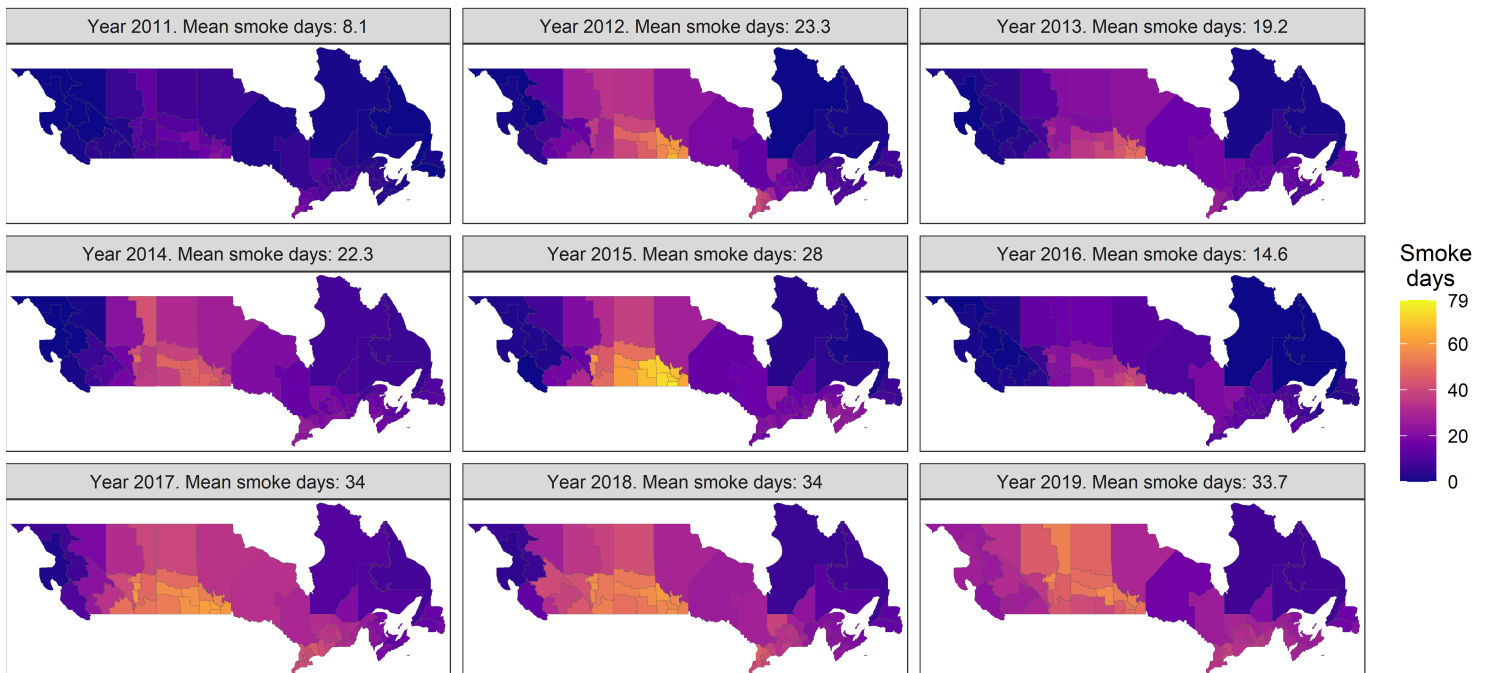 Year 2011. Mean smoke days: 8.1
Year 2012. Mean smoke days: 23.3
Year 2013. Mean smoke days: 19.2
Year 2014. Mean smoke days: 22.3
Year 2015. Mean smoke days: 28
Year 2016. Mean smoke days: 14.6
Smoke
days
79
60
40
20
0
Year 2017. Mean smoke days: 34
Year 2018. Mean smoke days: 34
Year 2019. Mean smoke days: 33.7